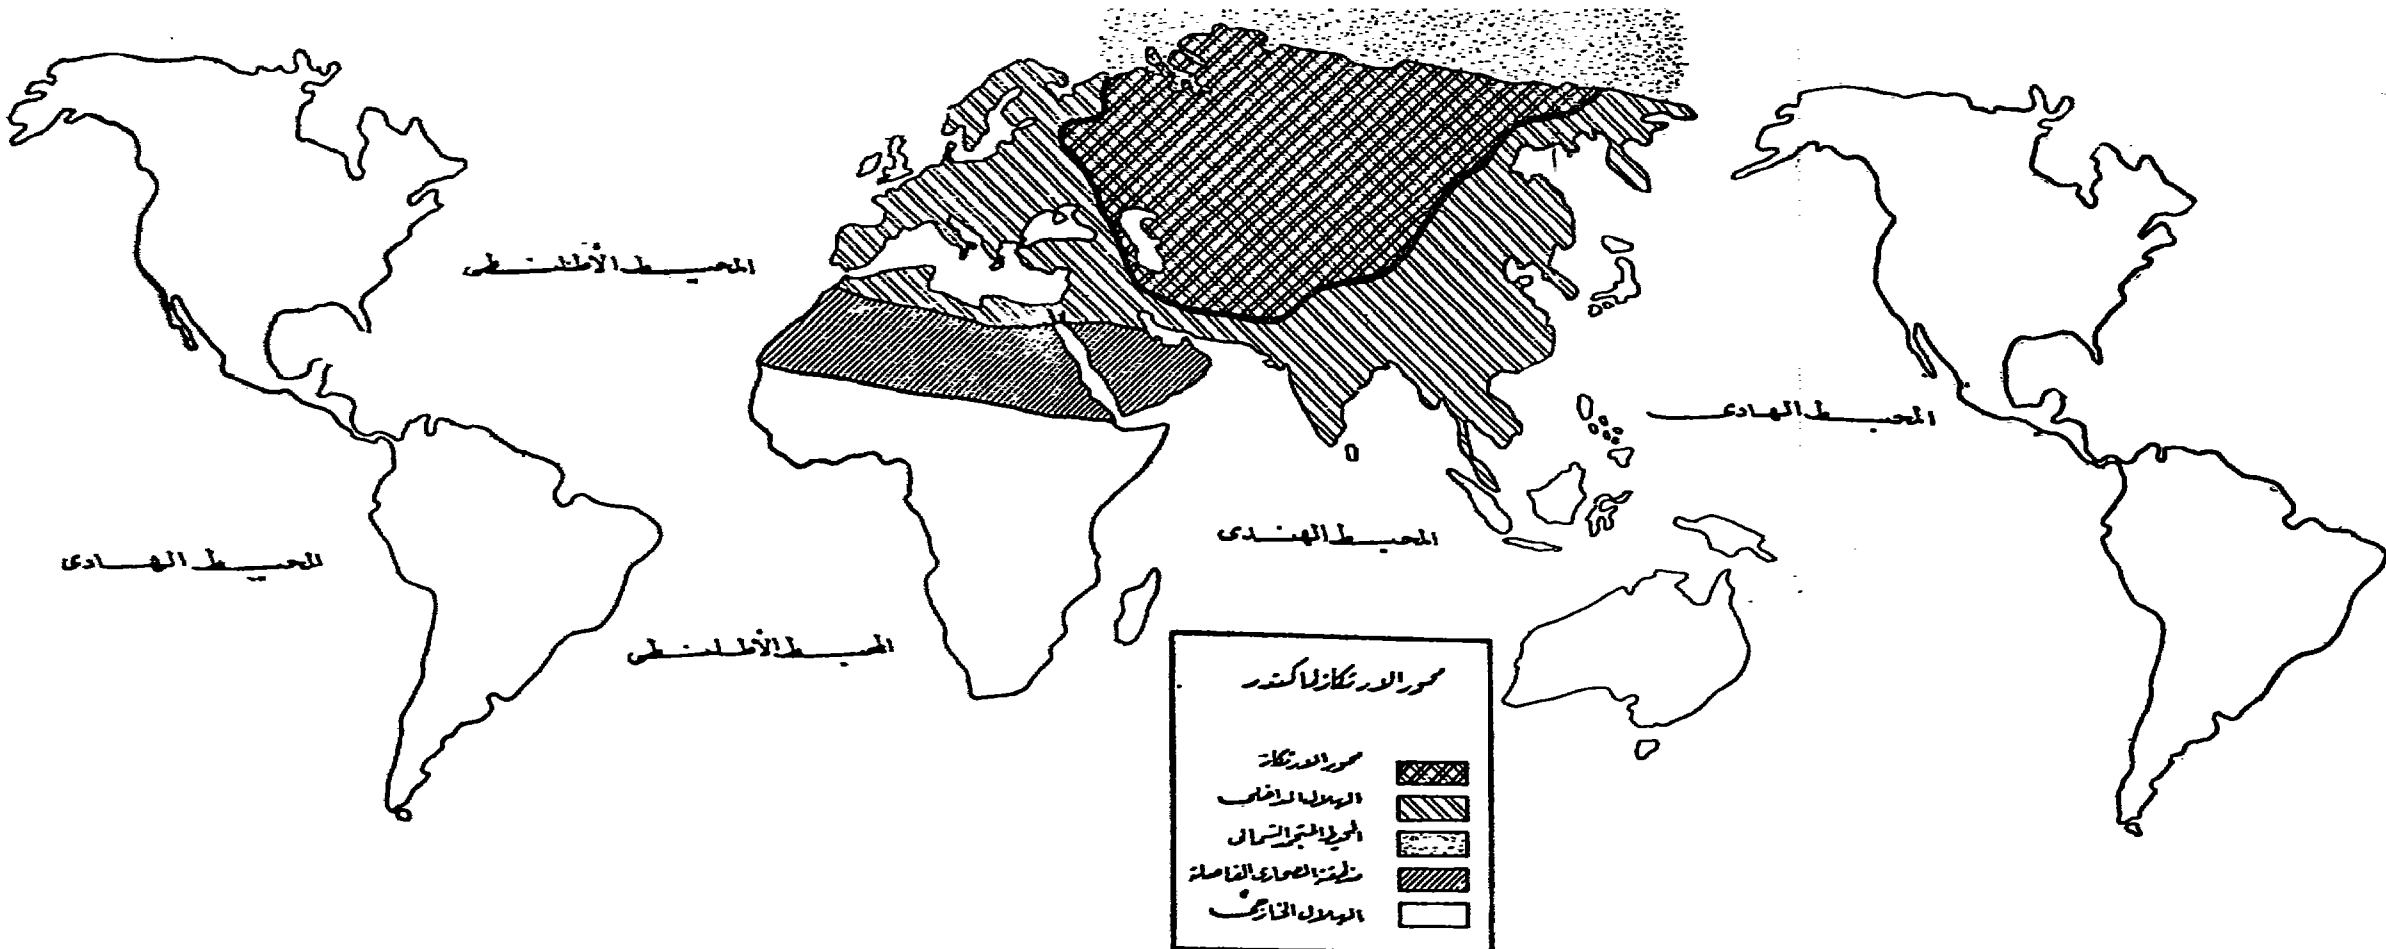 المحيط الأطلنطى
المحيط الهادى
المحيط الهندى
المحيط الهادى
المحيط الأطلنطى
محور الارتكاز لماكندر
محور الارتكاز
الهلال الداخلى
المحيط المتجمد الشمالى
منطقة الصحارى الفاصلة
الهلال الخارجى